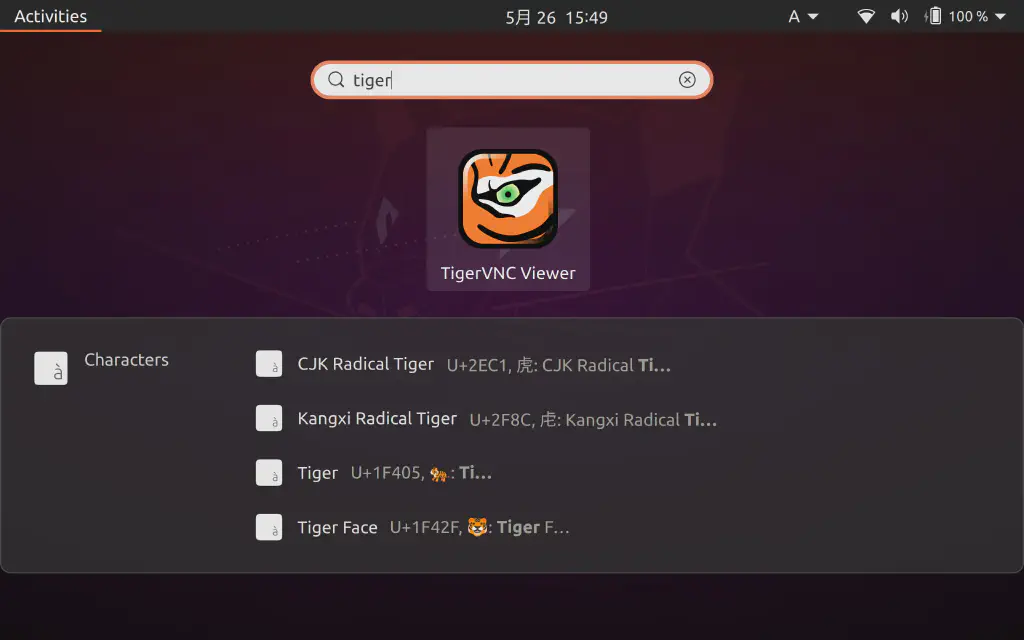 Activities
5月 26 15:49
A
100 %
tiger
TigerVNC Viewer
Characters
CJK Radical Tiger U+2EC1, ⻁: CJK Radical Ti…
Kangxi Radical Tiger U+2F8C, ⾌: Kangxi Radical Ti…
Tiger U+1F405, 🐅: Ti…
Tiger Face U+1F42F, 🐯: Tiger F…